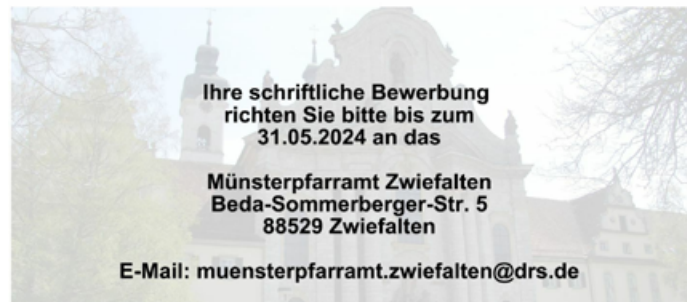 Ihre schriftliche Bewerbung
richten Sie bitte bis zum
31.05.2024 an das
Münsterpfarramt Zwiefalten
Beda-Sommerberger-Str. 5
88529 Zwiefalten
E-Mail: muensterpfarramt.zwiefalten@drs.de